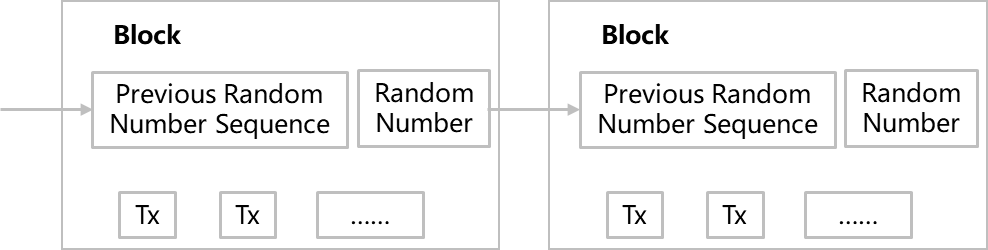 Block
Previous Random
Number Sequence
Random
Number
Tx
Tx
......
Block
Previous Random
Number Sequence
Random
Number
Tx
Tx
......